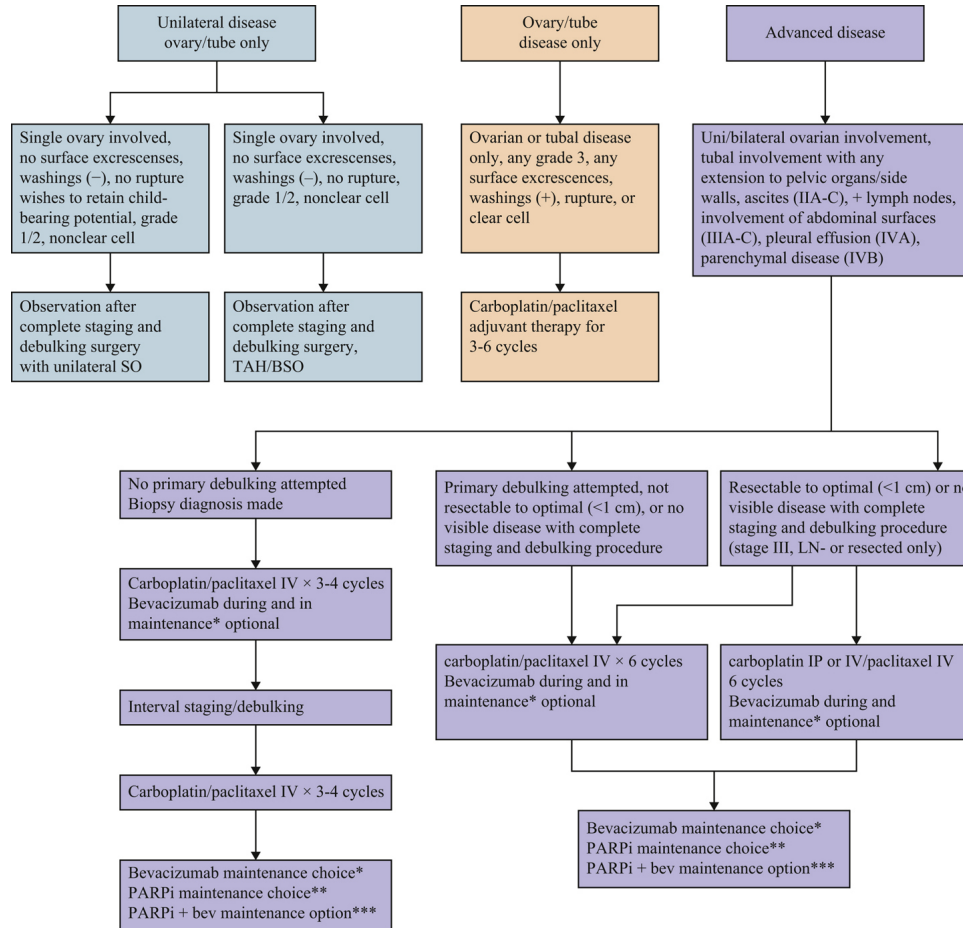 Unilateral disease
ovary/tube only
Ovary/tube
disease only
Advanced disease
Single ovary involved,
no surface excrescenses,
washings (−), no rupture
wishes to retain child-
bearing potential, grade
1/2, nonclear cell
Single ovary involved,
no surface excrescenses,
washings (–), no rupture,
grade 1/2, nonclear cell
Ovarian or tubal disease
only, any grade 3, any
surface excrescences,
washings (+), rupture, or
clear cell
Uni/bilateral ovarian involvement,
tubal involvement with any
extension to pelvic organs/side
walls, ascites (IIA-C), + lymph nodes,
involvement of abdominal surfaces
(IIIA-C), pleural effusion (IVA),
parenchymal disease (IVB)
Observation after
complete staging and
debulking surgery
with unilateral SO
Observation after
complete staging and
debulking surgery,
TAH/BSO
Carboplatin/paclitaxel
adjuvant therapy for
3-6 cycles
No primary debulking attempted
Biopsy diagnosis made
Primary debulking attempted, not
resectable to optimal (<1 cm), or no
visible disease with complete
staging and debulking procedure
Resectable to optimal (<1 cm) or no
visible disease with complete
staging and debulking procedure
(stage III, LN- or resected only)
Carboplatin/paclitaxel IV × 3-4 cycles
Bevacizumab during and in
maintenance* optional
carboplatin/paclitaxel IV × 6 cycles
Bevacizumab during and in
maintenance* optional
carboplatin IP or IV/paclitaxel IV
6 cycles
Bevacizumab during and
maintenance* optional
Interval staging/debulking
Carboplatin/paclitaxel IV × 3-4 cycles
Bevacizumab maintenance choice*
PARPi maintenance choice**
PARPi + bev maintenance option***
Bevacizumab maintenance choice*
PARPi maintenance choice**
PARPi + bev maintenance option***